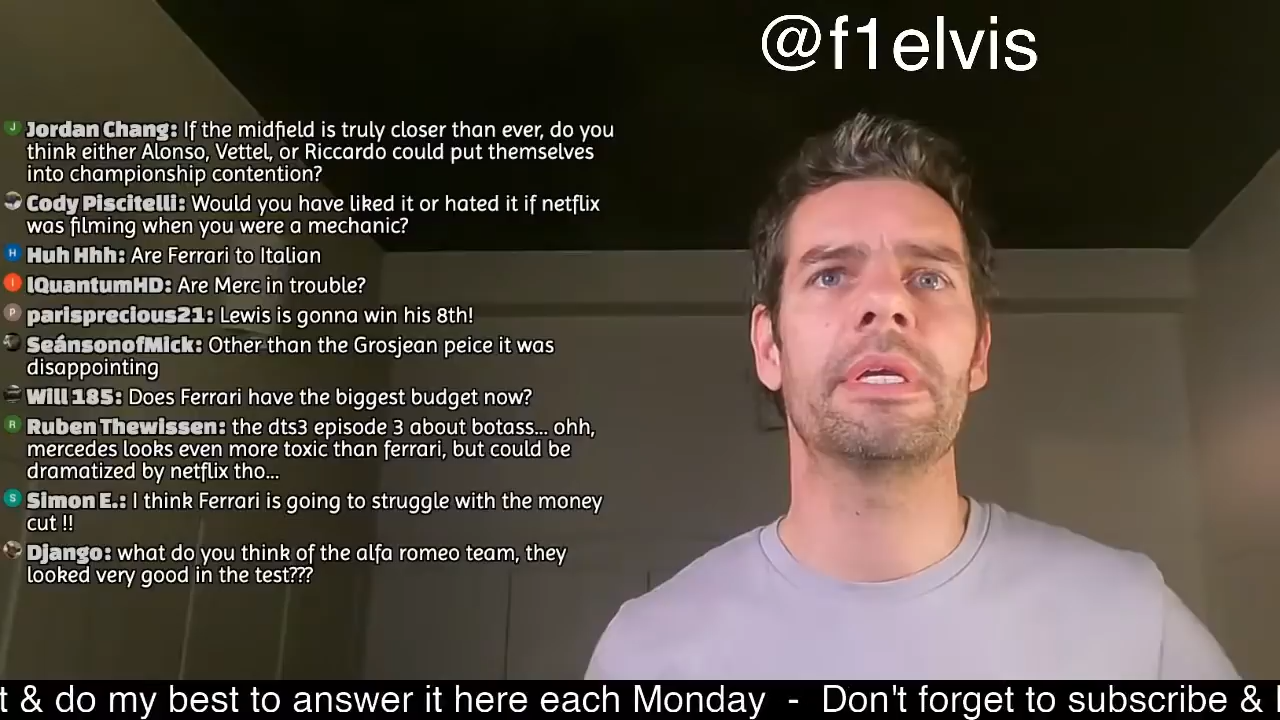 @f1elvis
Jordan Chang: If the midfield is truly closer than ever, do you
think either Alonso, Vettel, or Riccardo could put themselves
into championship contention?
Cody Piscitelli: Would you have liked it or hated it if netflix
was filming when you were a mechanic?
Huh Hhh: Are Ferrari to Italian
lQuantumHD: Are Merc in trouble?
parisprecious21: Lewis is gonna win his 8th!
SeánsonofMick: Other than the Grosjean peice it was
disappointing
Will 185: Does Ferrari have the biggest budget now?
Ruben Thewissen: the dts3 episode 3 about botass... ohh,
mercedes looks even more toxic than ferrari, but could be
dramatized by netflix tho...
Simon E.: I think Ferrari is going to struggle with the money
cut !!
Django: what do you think of the alfa romeo team, they
looked very good in the test???
t & do my best to answer it here each Monday - Don't forget to subscribe &